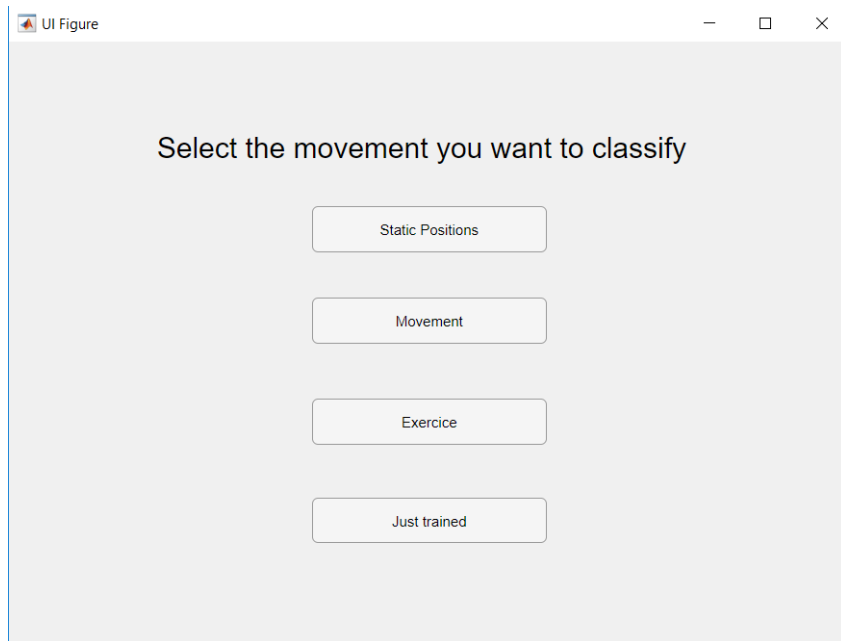 UI Figure
Select the movement you want to classify
Static Positions
Movement
Exercice
Just trained